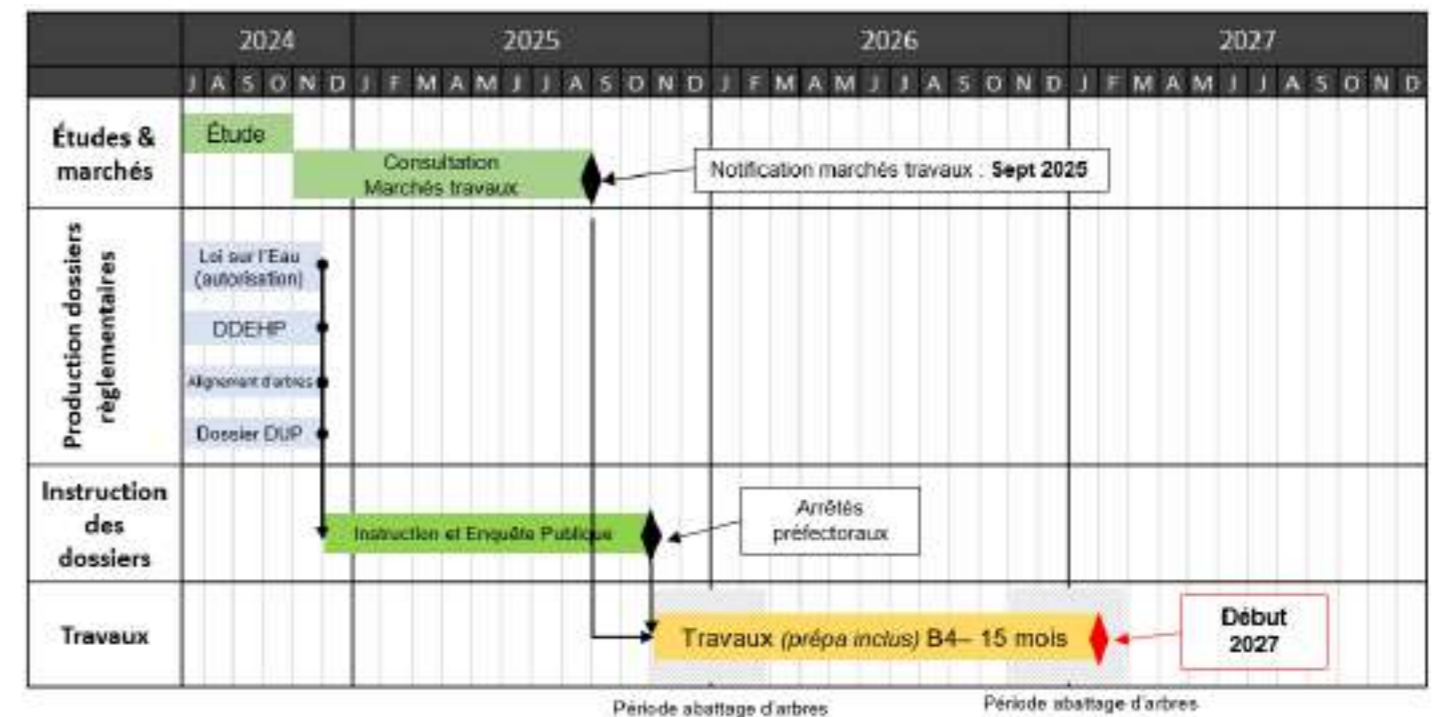 2024 2025 2026 2027
J A S O N D J F M A M J J A S O N D J F M A M J J A S O N D J F M A M J J A S O N D
Études &
marchés
Étude
Consultation
Marchés travaux
Notification marchés travaux : Sept 2025
Production dossiers
règlementaires
Loi sur l'Eau
(autorisation)
DDEHP
Alignement d'arbres
Dossier DUP
Instruction
des
dossiers
Instruction et Enquête Publique
Arrêtés
préfectoraux
Travaux
Travaux (prépa inclus) B4– 15 mois
Début
2027
Période abattage d'arbres
Période abattage d'arbres